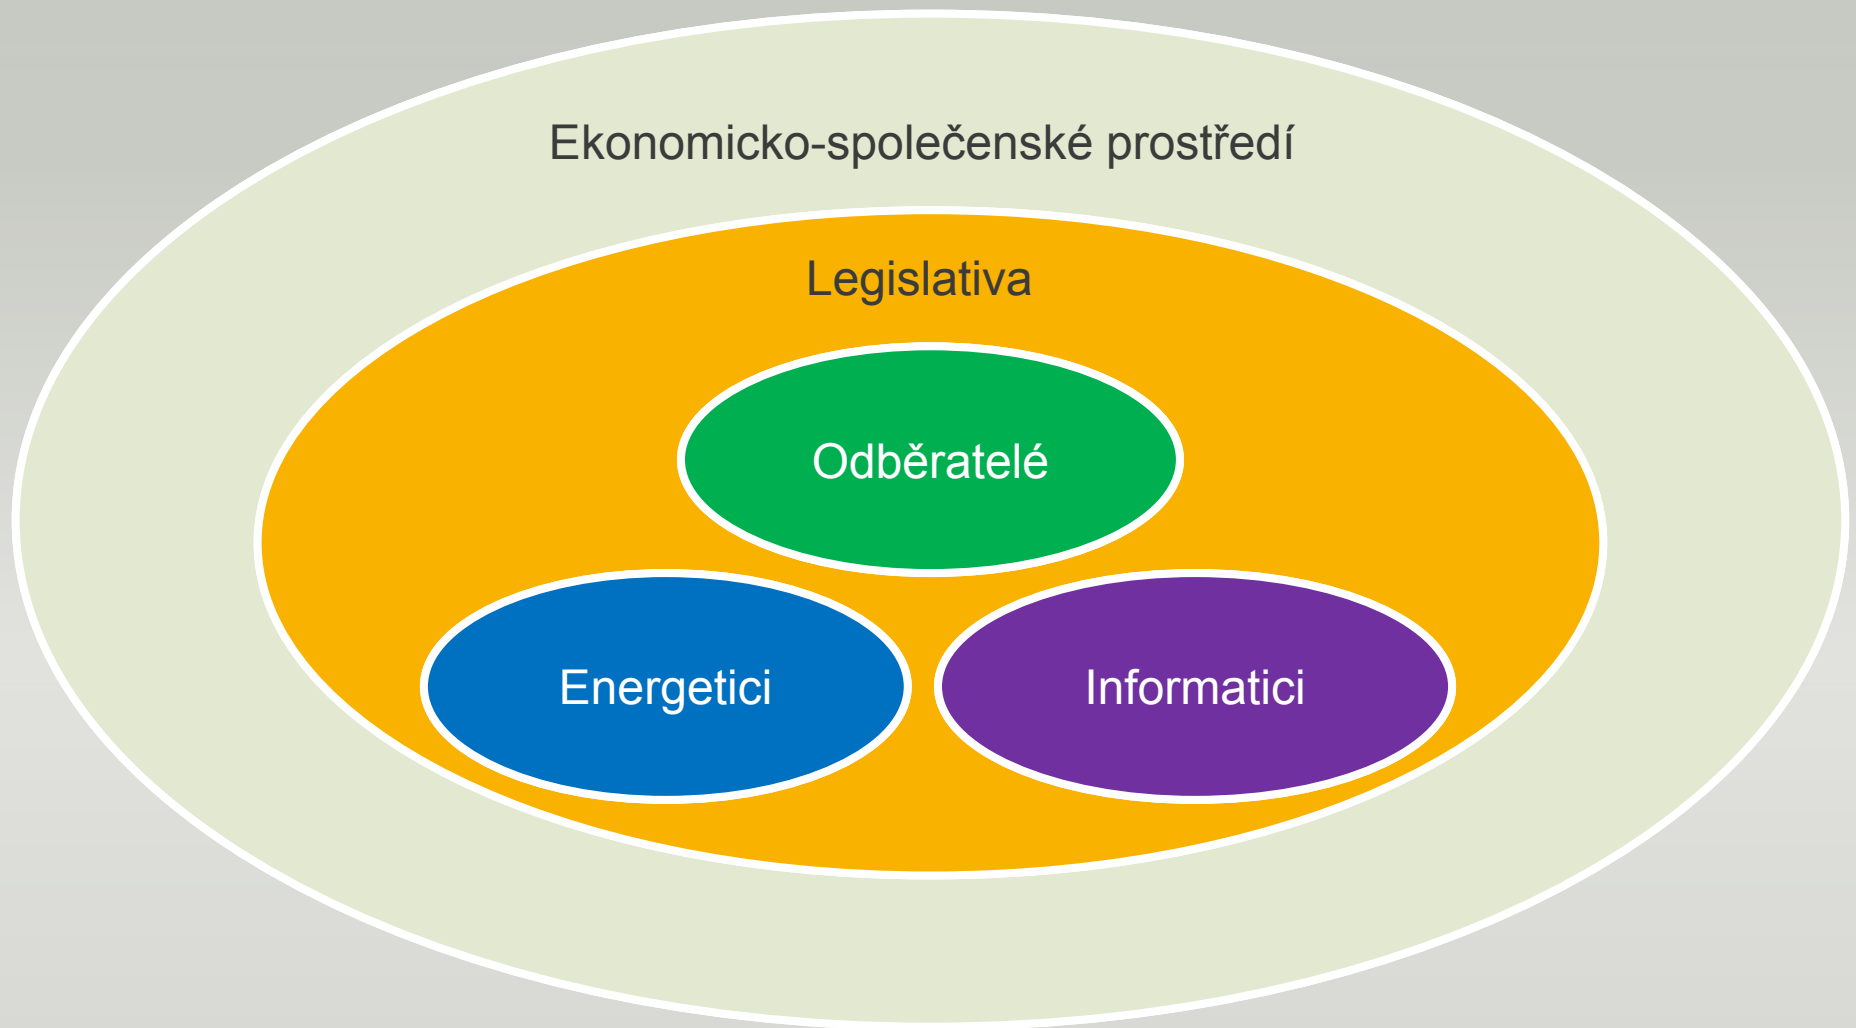 Ekonomicko-společenské prostředí
Legislativa
Odběratelé
Energetici
Informatici